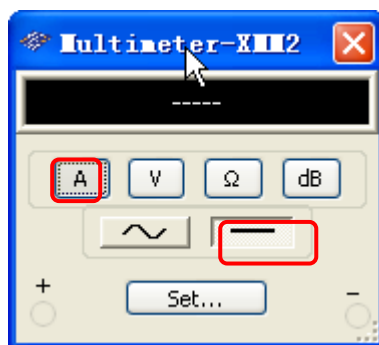 Multimeter-XMM2
-----
A V Ω dB
+ Set... -